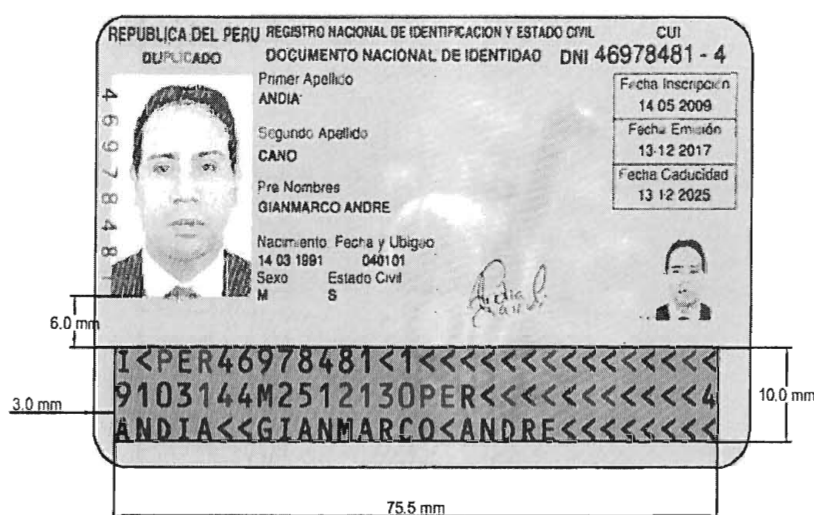 REPUBLICA DEL PERU REGISTRO NACIONAL DE IDENTIFICACION Y ESTADO CIVIL CUI
DUPLICADO DOCUMENTO NACIONAL DE IDENTIDAD DNI 46978481 - 4
Primer Apellido
ANDIA
Segundo Apellido
CANO
Pre Nombres
GIANMARCO ANDRE
Nacimiento Fecha y Ubigeo
14 03 1991 040101
Sexo Estado Civil
M S
Fecha Inscripción
14 05 2009
Fecha Emisión
13 12 2017
Fecha Caducidad
13 12 2025
46978481
6.0 mm
I<PER46978481<1<<<<<<<<<<<<<<<
9103144M2512130PER<<<<<<<<<<<4
ANDIA<<GIANMARCO<ANDRE<<<<<<<<
3.0 mm
10.0 mm
75.5 mm